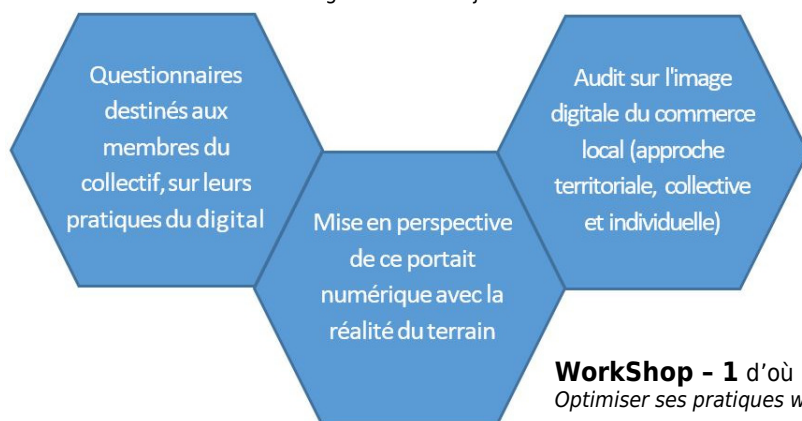 Questionnaires
destinés aux
membres du
collectif, sur leurs
pratiques du digital
Mise en perspective
de ce portait
numérique avec la
réalité du terrain
Audit sur l'image
digitale du commerce
local (approche
territoriale, collective
et individuelle)
WorkShop – 1 d'où
Optimiser ses pratiques w